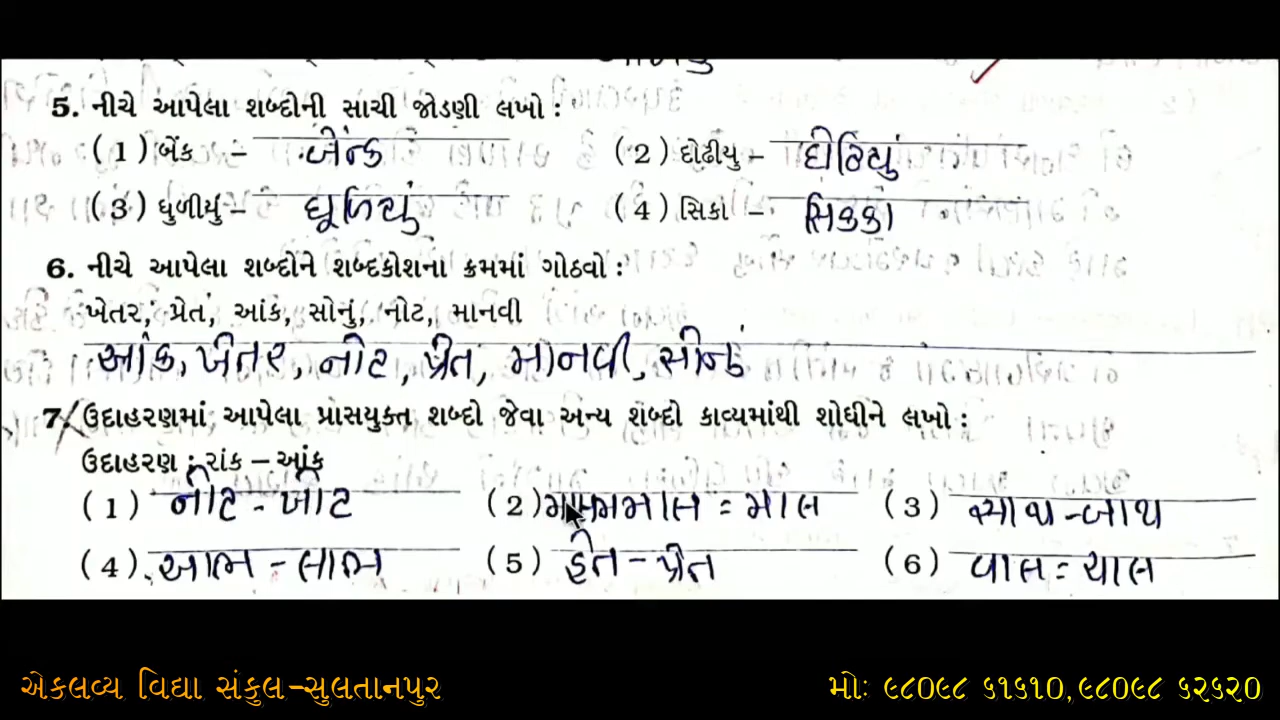 5. નીચે આપેલા શબ્દોની સાચી જોડણી લખો :
(1) બેંક – બેન્ક (2) દોઢીયુ – દોઢિયું
(3) ધુળીયુ – ધૂળિયું (4) સિકો – સિક્કો
6. નીચે આપેલા શબ્દોને શબ્દકોશના ક્રમમાં ગોઠવો :
ખેતર, પ્રેત, આંક, સોનું, નોટ, માનવી
આંક, ખેતર, નોટ, પ્રેત, માનવી, સોનું
7. ઉદાહરણમાં આપેલા પ્રાસયુક્ત શબ્દો જેવા અન્ય શબ્દો કાવ્યમાંથી શોધીને લખો :
ઉદાહરણ : રાંક – આંક
(1) નોટ - ખોટ (2) = માલ (3) સાથ - બાથ
(4) આભ - લાભ (5) હેત - પ્રેત (6) વાલ = ચાલ
એકલવ્ય વિદ્યા સંકુલ-સુલતાનપુર
મોઃ ૯૮૦૯૮ ૬૧૬૧૦,૯૮૦૯૮ ૬૨૬૨૦